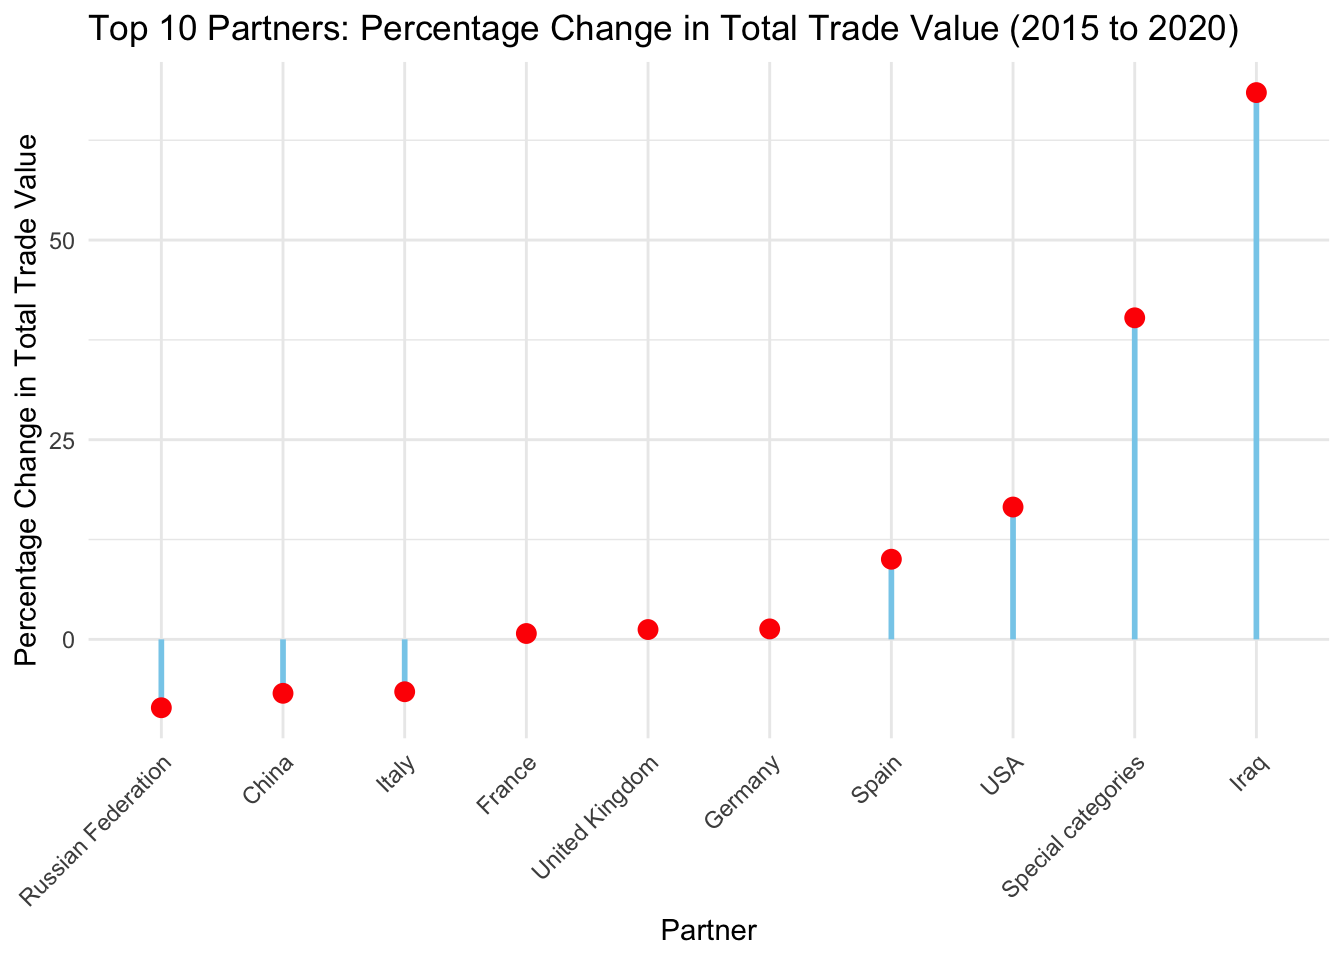 Top 10 Partners: Percentage Change in Total Trade Value (2015 to 2020)
Percentage Change in Total Trade Value
50
25
0
Russian Federation
China
Italy
France
United Kingdom
Germany
Spain
USA
Special categories
Iraq
Partner